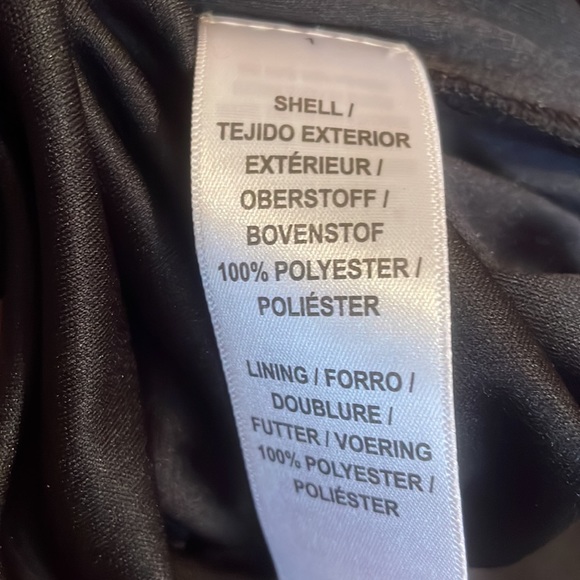 SHELL /
TEJIDO EXTERIOR
EXTÉRIEUR /
OBERSTOFF /
BOVENSTOF
100% POLYESTER /
POLIÉSTER
LINING / FORRO /
DOUBLURE /
FUTTER / VOERING
100% POLYESTER /
POLIÉSTER